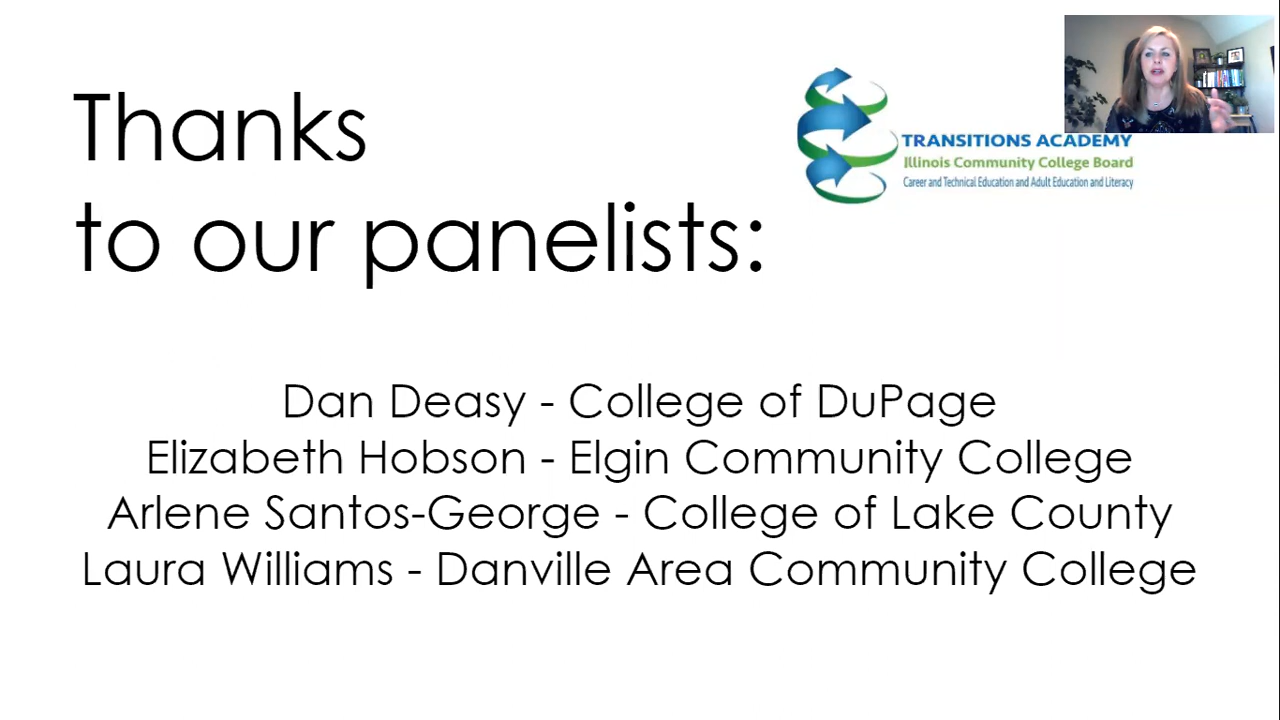 Thanks
to our panelists:
TRANSITIONS ACADEMY
Illinois Community College Board
Career and Technical Education and Adult Education and Literacy
Dan Deasy - College of DuPage
Elizabeth Hobson - Elgin Community College
Arlene Santos-George - College of Lake County
Laura Williams - Danville Area Community College